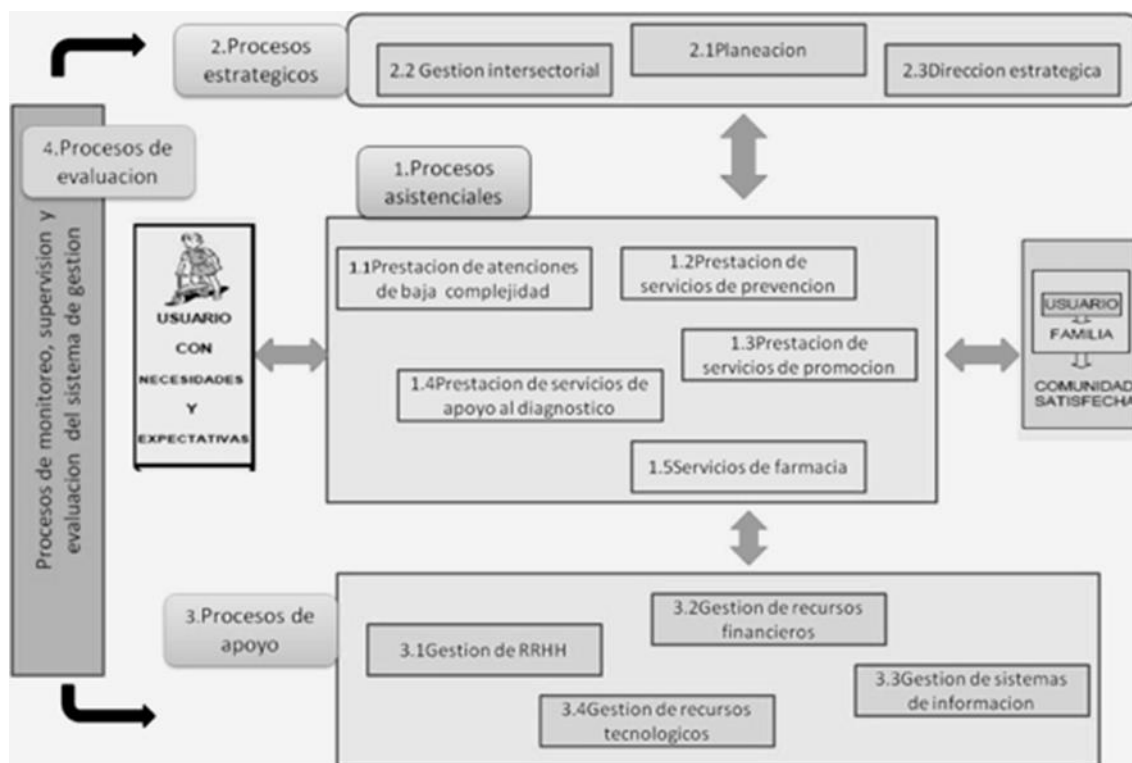 2.Procesos
estrategicos
2.2 Gestion intersectorial
2.1Planeacion
2.3Direccion estrategica
4.Procesos de
evaluacion
Procesos de monitoreo, supervision y
evaluacion del sistema de gestion
1.Procesos
asistenciales
USUARIO
CON
NECESIDADES
Y
EXPECTATIVAS
1.1Prestacion de atenciones
de baja complejidad
1.2Prestacion de
servicios de prevencion
1.3Prestacion de
servicios de promocion
1.4Prestacion de servicios de
apoyo al diagnostico
1.5Servicios de farmacia
USUARIO
FAMILIA
COMUNIDAD
SATISFECHA
3.Procesos de
apoyo
3.1Gestion de RRHH
3.2Gestion de recursos
financieros
3.3Gestion de sistemas
de informacion
3.4Gestion de recursos
tecnologicos